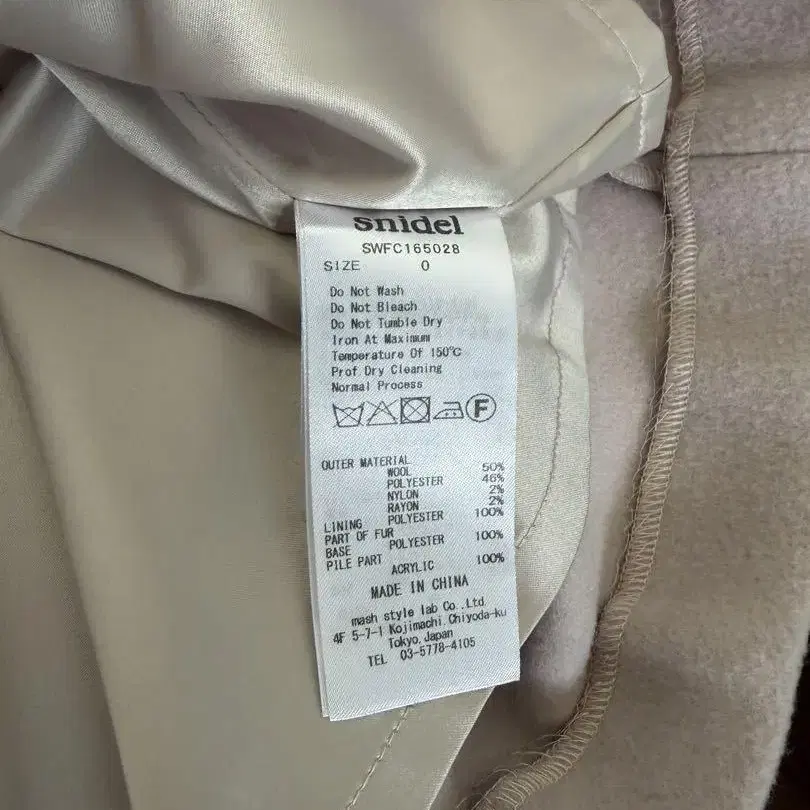 snidel
SWFC165028
SIZE 0
Do Not Wash
Do Not Bleach
Do Not Tumble Dry
Iron At Maximum
Temperature Of 150℃
Prof Dry Cleaning
Normal Process
F
OUTER MATERIAL
WOOL 50%
POLYESTER 46%
NYLON 2%
RAYON 2%
LINING POLYESTER 100%
PART OF FUR
BASE POLYESTER 100%
PILE PART ACRYLIC 100%
MADE IN CHINA
mash style lab Co., Ltd
4F 5-7-1 Kojimachi, Chiyoda-ku
Tokyo, Japan
TEL 03-5778-4105